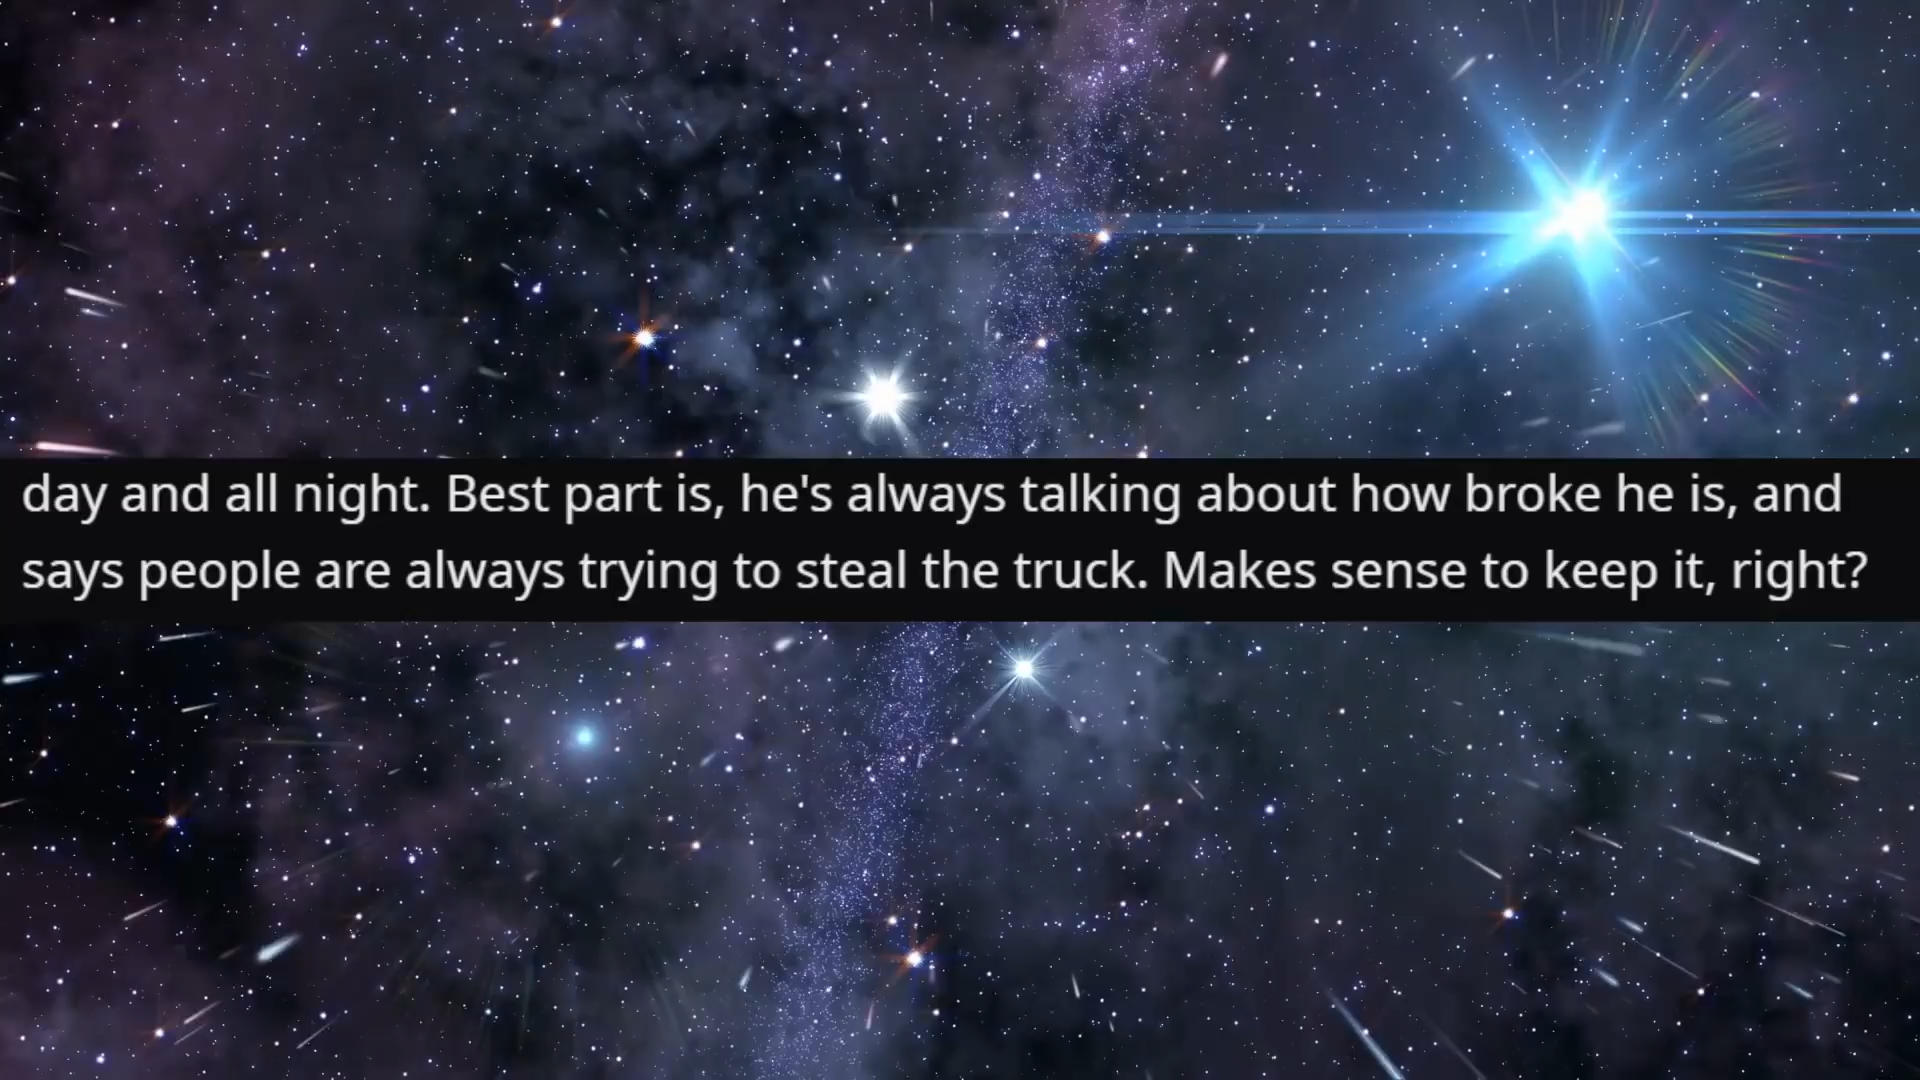 day and all night. Best part is, he's always talking about how broke he is, and
says people are always trying to steal the truck. Makes sense to keep it, right?